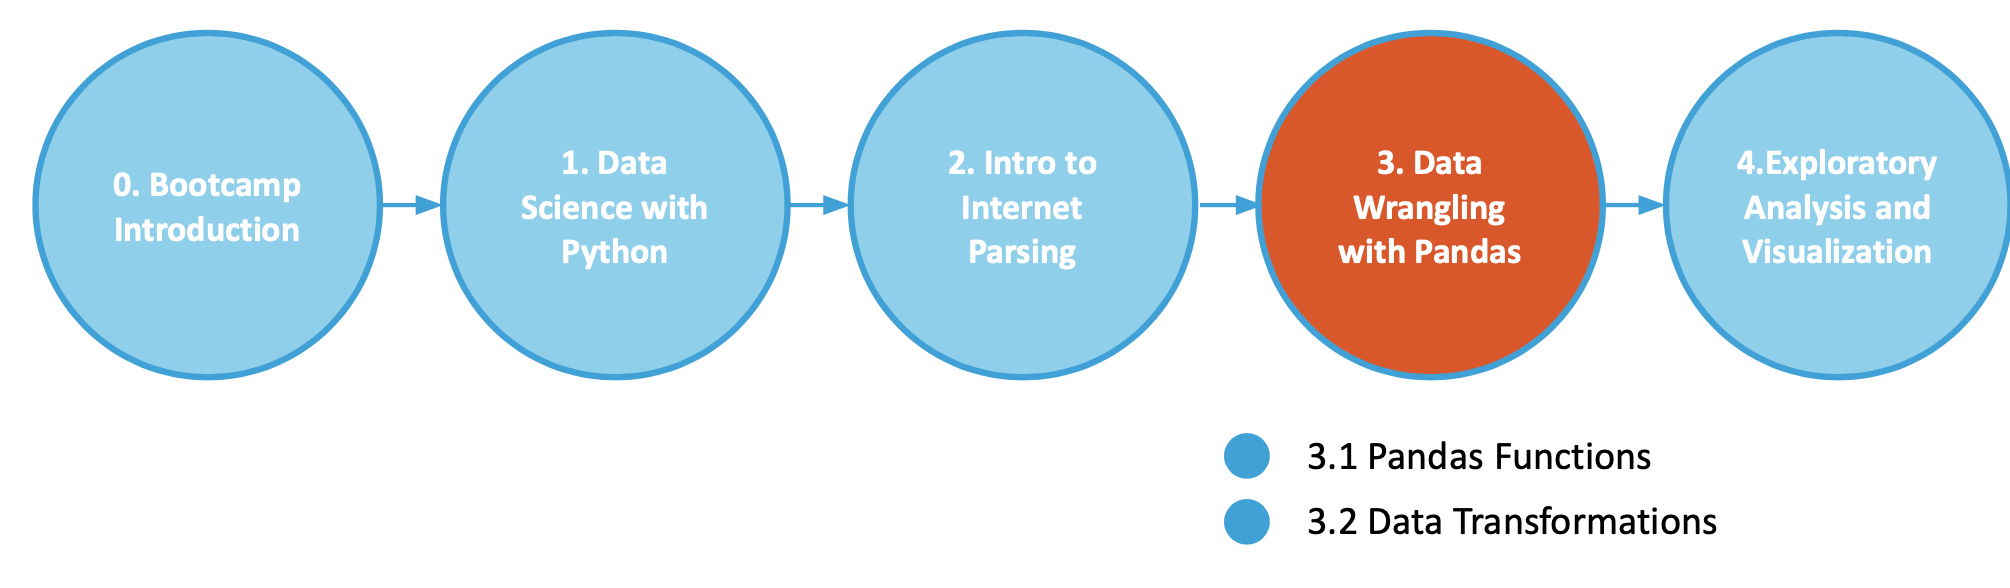 0. Bootcamp
Introduction
1. Data
Science with
Python
2. Intro to
Internet
Parsing
3. Data
Wrangling
with Pandas
4.Exploratory
Analysis and
Visualization
3.1 Pandas Functions
3.2 Data Transformations